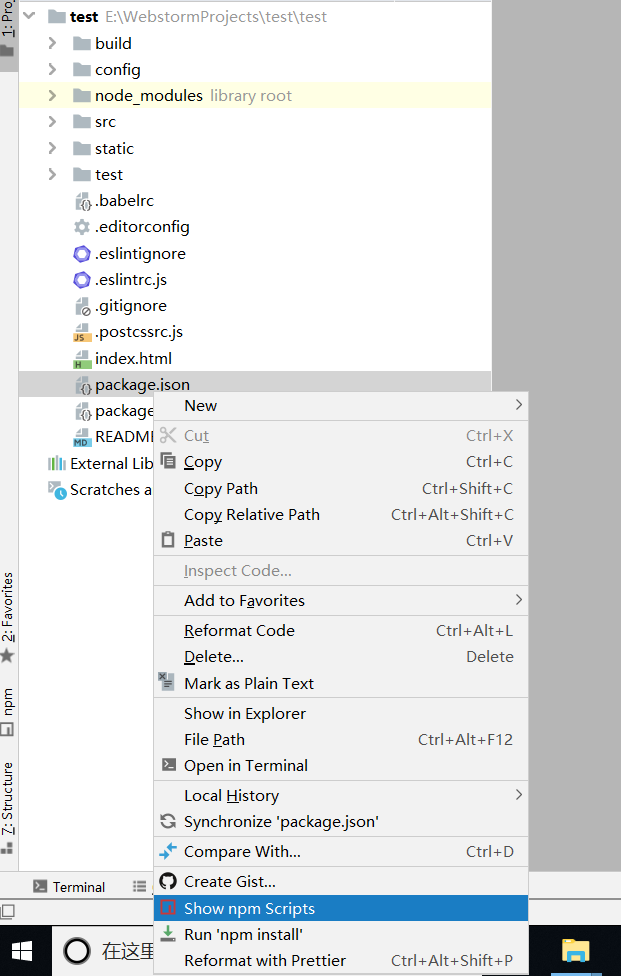 1: Pro
test E:\WebstormProjects\test\test
build
config
node_modules library root
src
static
test
.babelrc
.editorconfig
.eslintignore
.eslintrc.js
.gitignore
.postcssrc.js
JS
index.html
H
package.json
package
README
MD
External Lib
Scratches a
New
Cut Ctrl+X
Copy Ctrl+C
Copy Path Ctrl+Shift+C
Copy Relative Path Ctrl+Alt+Shift+C
Paste Ctrl+V
Inspect Code...
Add to Favorites
Reformat Code Ctrl+Alt+L
Delete... Delete
Mark as Plain Text
Show in Explorer
File Path Ctrl+Alt+F12
Open in Terminal
Local History
Synchronize 'package.json'
Compare With... Ctrl+D
Create Gist...
Show npm Scripts
Run 'npm install'
Reformat with Prettier Ctrl+Alt+Shift+P
2: Favorites
npm
7: Structure
Terminal
在这里